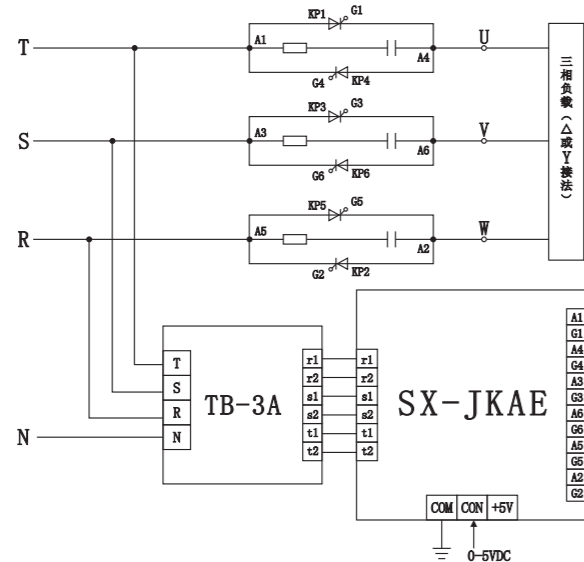 KP1 G1
T A1 A4 U
G4 KP4
KP3 G3
S A3 A6 V
G6 KP6
KP5 G5
R A5 A2 W
G2 KP2
三相负载(△或Y接法)
T
S
R
N
N
TB-3A
r1
r2
s1
s2
t1
t2
r1
r2
s1
s2
t1
t2
SX-JKAE
A1
G1
A4
G4
A3
G3
A6
G6
A5
G5
A2
G2
COM CON +5V
0-5VDC